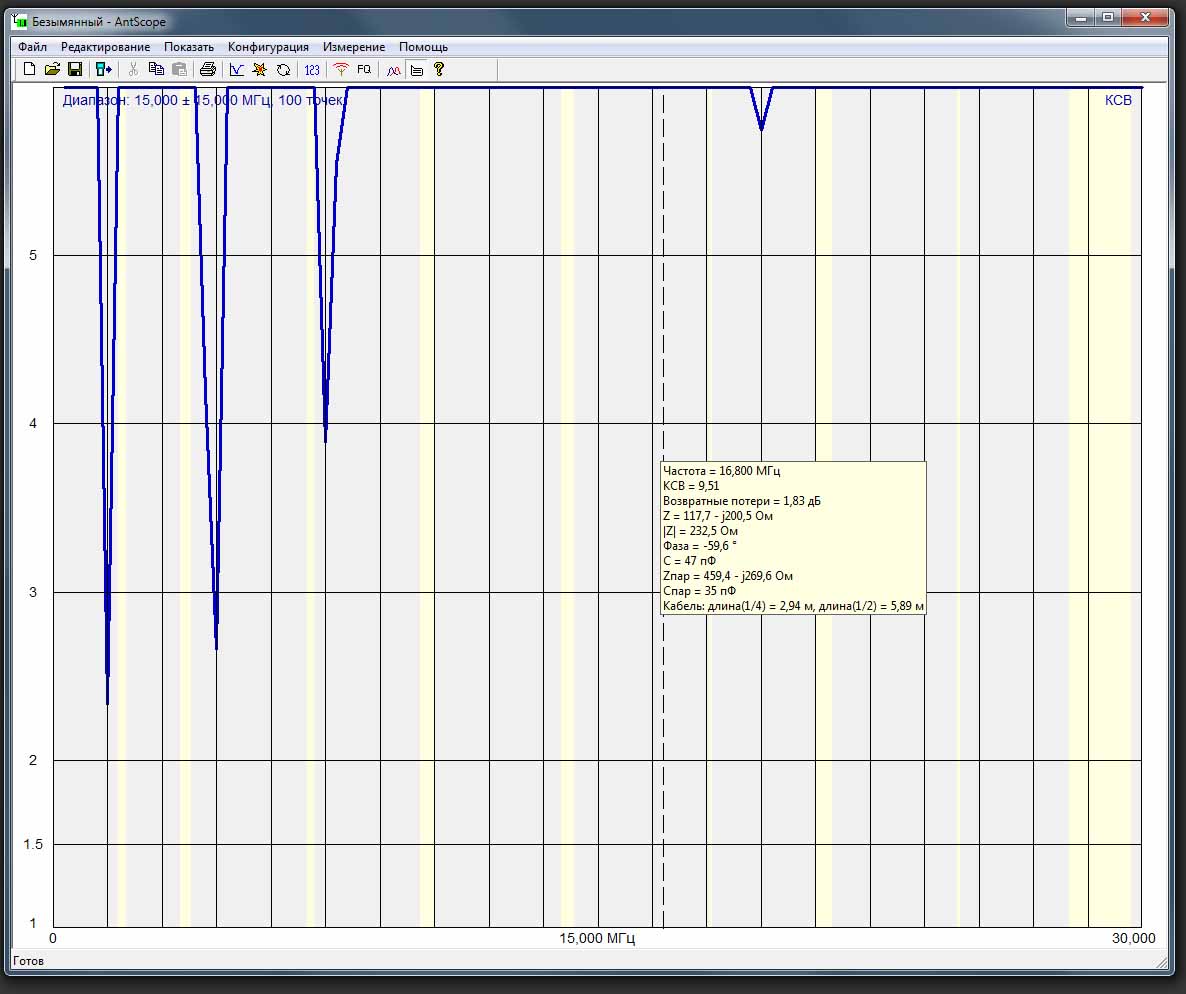 Безымянный - AntScope
Файл Редактирование Показать Конфигурация Измерение Помощь
123 FQ ?
Диапазон: 15,000 ± 15,000 МГц, 100 точек. КСВ
5
4
Частота = 16,800 МГц
КСВ = 9,51
Возвратные потери = 1,83 дБ
Z = 117,7 - j200,5 Ом
|Z| = 232,5 Ом
Фаза = -59,6 °
C = 47 пФ
Zпар = 459,4 - j269,6 Ом
Cпар = 35 пФ
Кабель: длина(1/4) = 2,94 м, длина(1/2) = 5,89 м
3
2
1.5
1
0 15,000 МГц 30,000
Готов